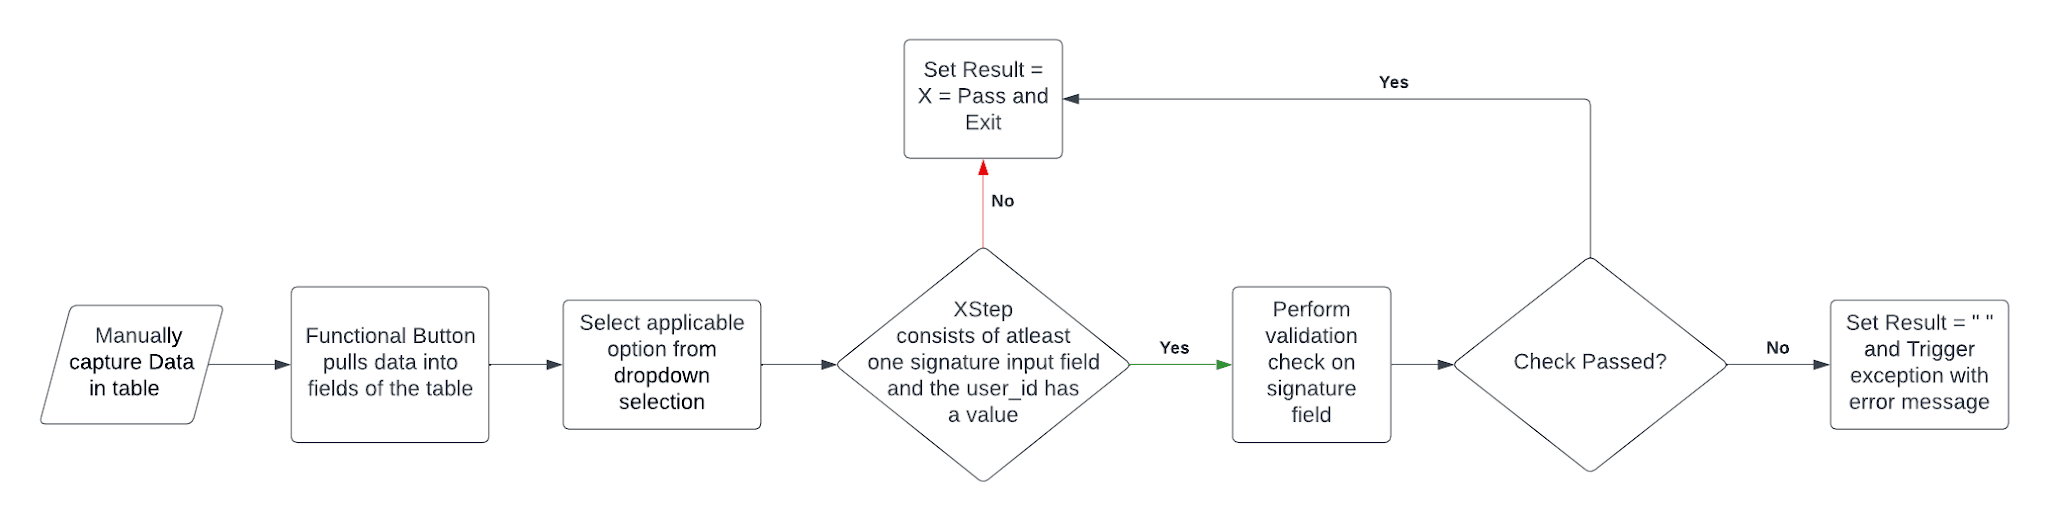 Set Result =
X = Pass and
Exit
Yes
No
Manually
capture Data
in table
Functional Button
pulls data into
fields of the table
Select applicable
option from
dropdown
selection
XStep
consists of atleast
one signature input field
and the user_id has
a value
Yes
Perform
validation
check on
signature
field
Check Passed?
No
Set Result = " "
and Trigger
exception with
error message